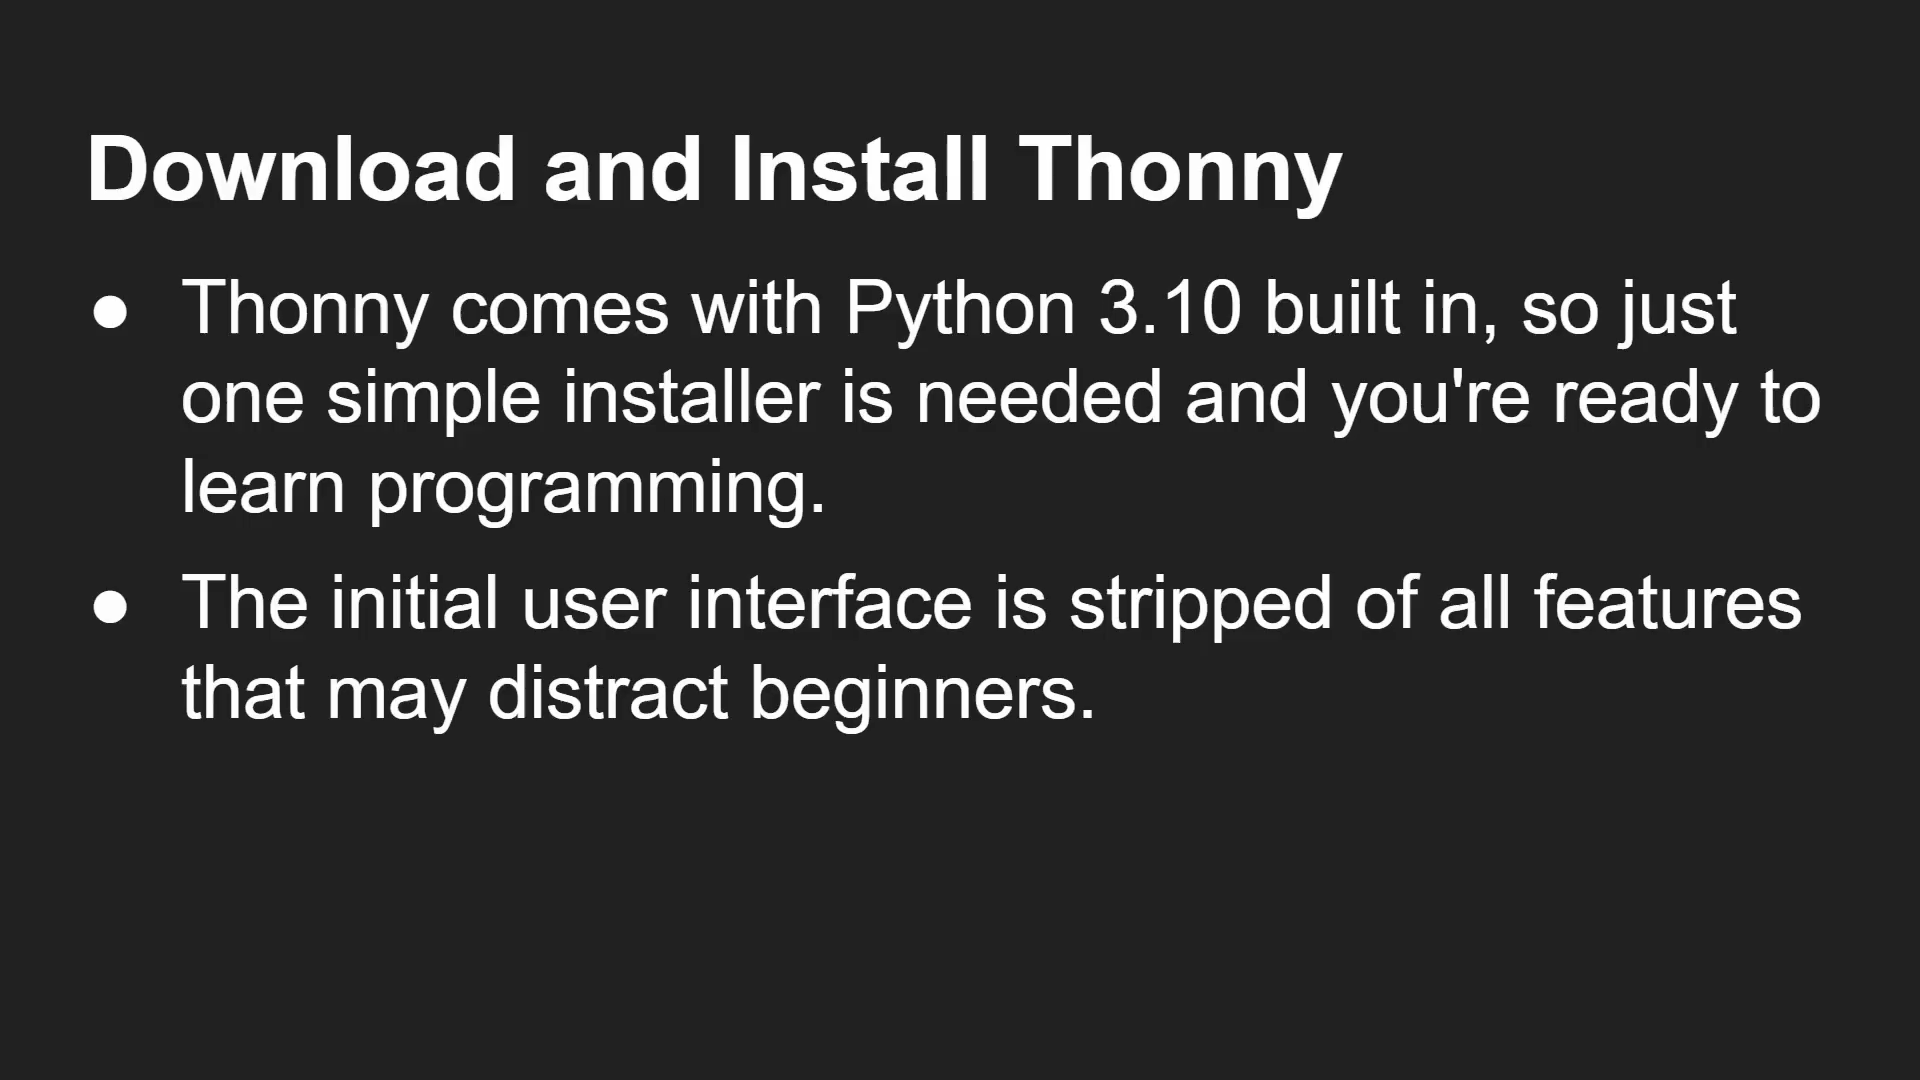 Download and Install Thonny
● Thonny comes with Python 3.10 built in, so just
one simple installer is needed and you're ready to
learn programming.
● The initial user interface is stripped of all features
that may distract beginners.